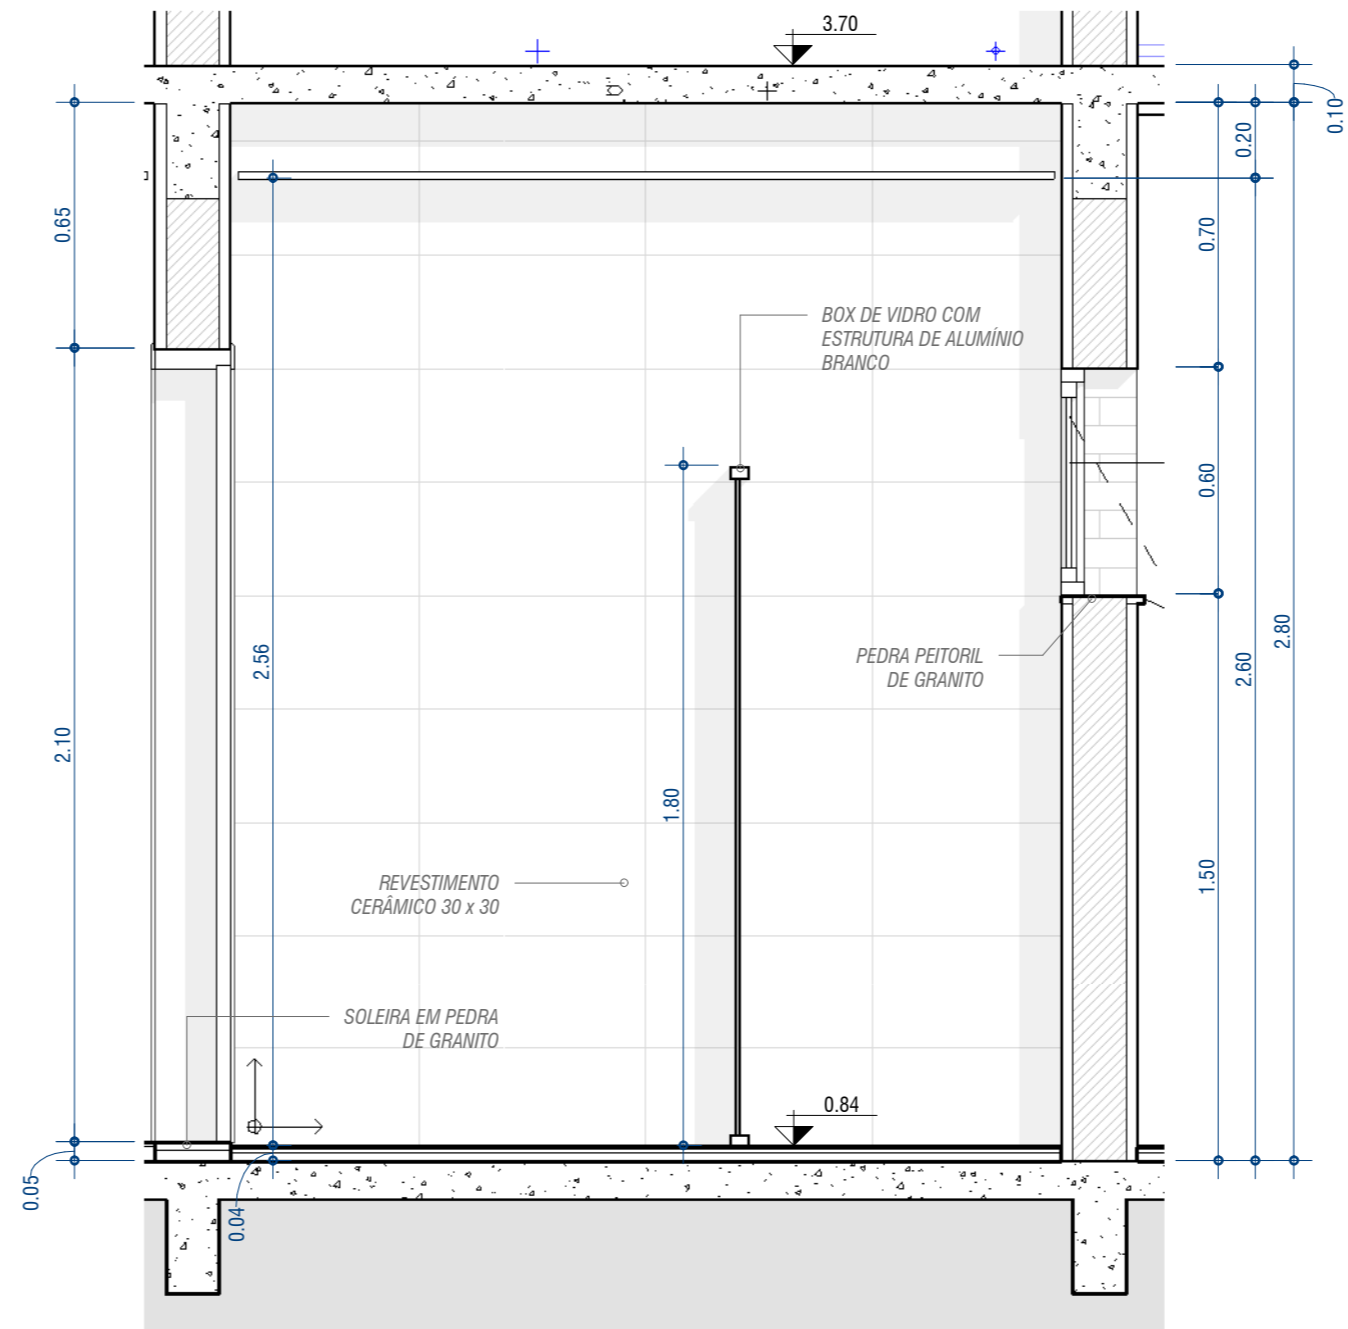 3.70
0.10
0.20
0.65
0.70
BOX DE VIDRO COM
ESTRUTURA DE ALUMÍNIO
BRANCO
0.60
2.56
PEDRA PEITORIL
DE GRANITO
2.60
2.80
2.10
1.80
REVESTIMENTO
CERÂMICO 30 x 30
1.50
SOLEIRA EM PEDRA
DE GRANITO
0.84
0.05
0.04